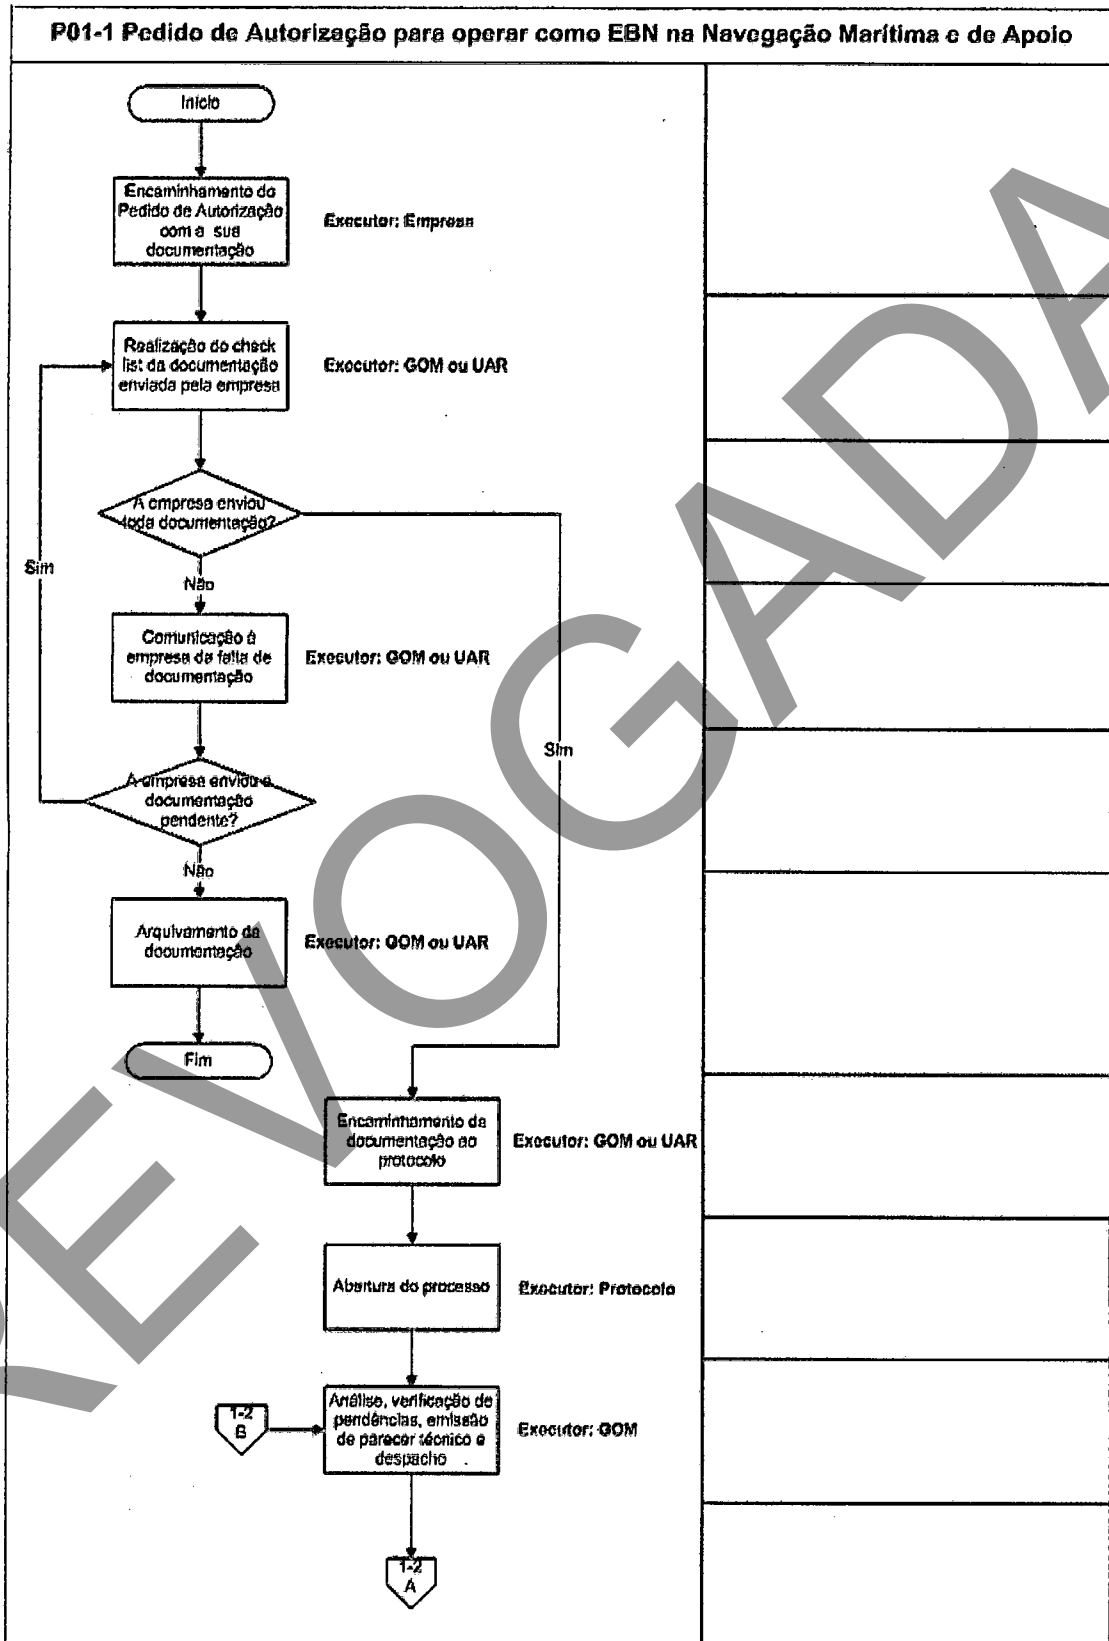 P01-1 Pedido de Autorização para operar como EBN na Navegação Marítima e de Apoio
Início
Encaminhamento do
Pedido de Autorização
com a sua
documentação
Executor: Empresa
Realização do check
list da documentação
enviada pela empresa
Executor: GOM ou UAR
A empresa enviou
toda documentação?
Sim
Não
Comunicação à
empresa da falta de
documentação
Executor: GOM ou UAR
Sim
A empresa enviou a
documentação
pendente?
Não
Arquivamento da
documentação
Executor: GOM ou UAR
Fim
Encaminhamento da
documentação ao
protocolo
Executor: GOM ou UAR
Abertura do processo
Executor: Protocolo
1-2
B
Análise, verificação de
pendências, emissão
de parecer técnico e
despacho
Executor: GOM
1-2
A
REVOGADA